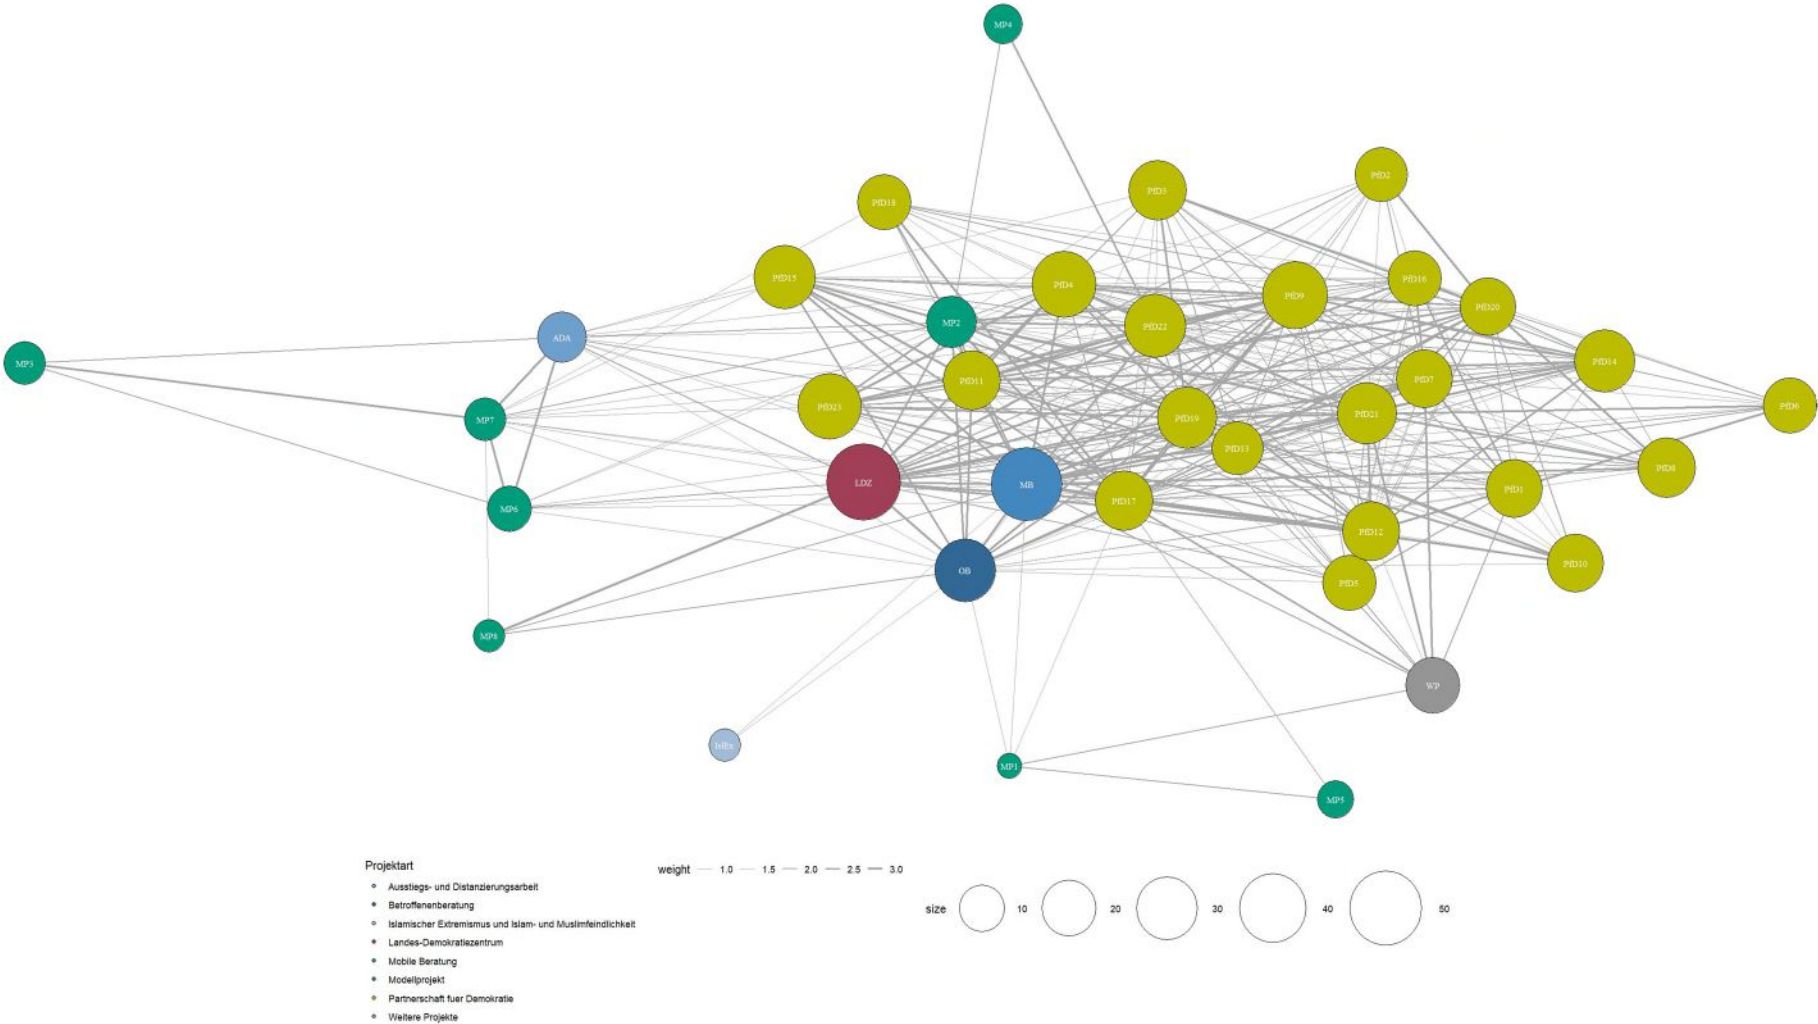 MP4
PfD2
PfD3
PfD18
PfD15
PfD4
PfD9
PfD16
PfD20
MP2
PfD22
ADA
MP3
PfD14
PfD11
PfD7
PfD23
PfD6
PfD21
MP7
PfD19
PfD13
PfD8
LDZ
MB
PfD1
PfD17
MP6
PfD12
PfD10
OB
PfD5
MP8
WP
IslEx
MP1
MP5
Projektart
Ausstiegs- und Distanzierungsarbeit
Betroffenenberatung
Islamischer Extremismus und Islam- und Muslimfeindlichkeit
Landes-Demokratiezentrum
Mobile Beratung
Modellprojekt
Partnerschaft fuer Demokratie
Weitere Projekte
weight 1.0 1.5 2.0 2.5 3.0
size 10 20 30 40 50